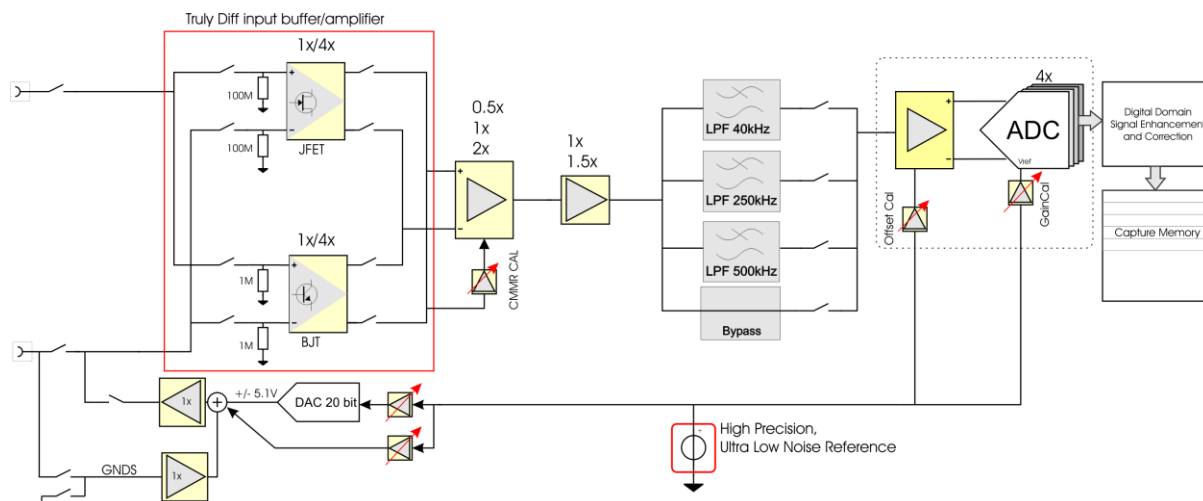 Truly Diff input buffer/amplifier
1x/4x
100M
100M
JFET
0.5x
1x
2x
1x
1.5x
LPF 40kHz
LPF 250kHz
LPF 500kHz
Bypass
4x
ADC
Vref
Offset Cal
GainCal
Digital Domain
Signal Enhancement
and Correction
Capture Memory
1x/4x
1M
1M
BJT
CMMR CAL
1x
+/- 5.1V
DAC 20 bit
GNDS
1x
High Precision,
Ultra Low Noise Reference